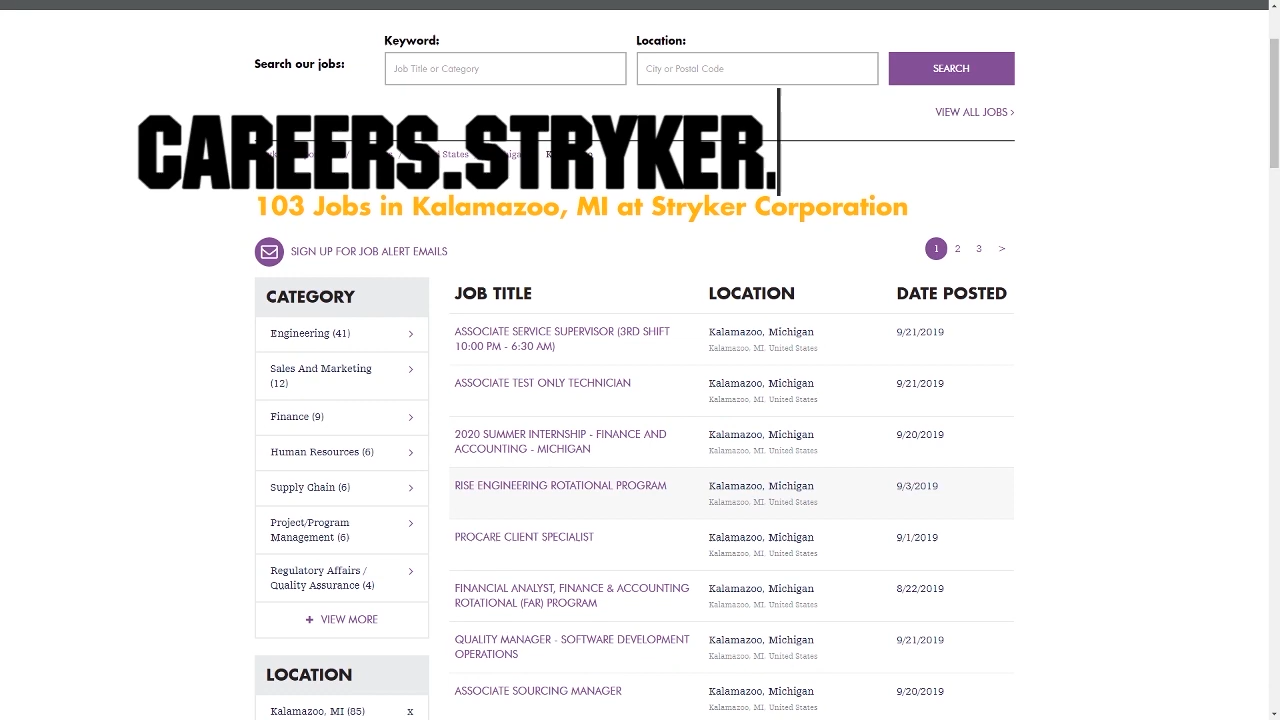 Keyword:
Location:
Search our jobs:
Job Title or Category
City or Postal Code
SEARCH
VIEW ALL JOBS >
CAREERS.STRYKER.
103 Jobs in Kalamazoo, MI at Stryker Corporation
SIGN UP FOR JOB ALERT EMAILS
1 2 3 >
CATEGORY
Engineering (41) >
Sales And Marketing
(12) >
Finance (9) >
Human Resources (6) >
Supply Chain (6) >
Project/Program
Management (6) >
Regulatory Affairs /
Quality Assurance (4) >
+ VIEW MORE
LOCATION
Kalamazoo, MI (85) x
JOB TITLE LOCATION DATE POSTED
ASSOCIATE SERVICE SUPERVISOR (3RD SHIFT
10:00 PM - 6:30 AM)
Kalamazoo, Michigan
Kalamazoo, MI, United States
9/21/2019
ASSOCIATE TEST ONLY TECHNICIAN
Kalamazoo, Michigan
Kalamazoo, MI, United States
9/21/2019
2020 SUMMER INTERNSHIP - FINANCE AND
ACCOUNTING - MICHIGAN
Kalamazoo, Michigan
Kalamazoo, MI, United States
9/20/2019
RISE ENGINEERING ROTATIONAL PROGRAM
Kalamazoo, Michigan
Kalamazoo, MI, United States
9/3/2019
PROCARE CLIENT SPECIALIST
Kalamazoo, Michigan
Kalamazoo, MI, United States
9/1/2019
FINANCIAL ANALYST, FINANCE & ACCOUNTING
ROTATIONAL (FAR) PROGRAM
Kalamazoo, Michigan
Kalamazoo, MI, United States
8/22/2019
QUALITY MANAGER - SOFTWARE DEVELOPMENT
OPERATIONS
Kalamazoo, Michigan
Kalamazoo, MI, United States
9/21/2019
ASSOCIATE SOURCING MANAGER
Kalamazoo, Michigan
Kalamazoo, MI, United States
9/20/2019